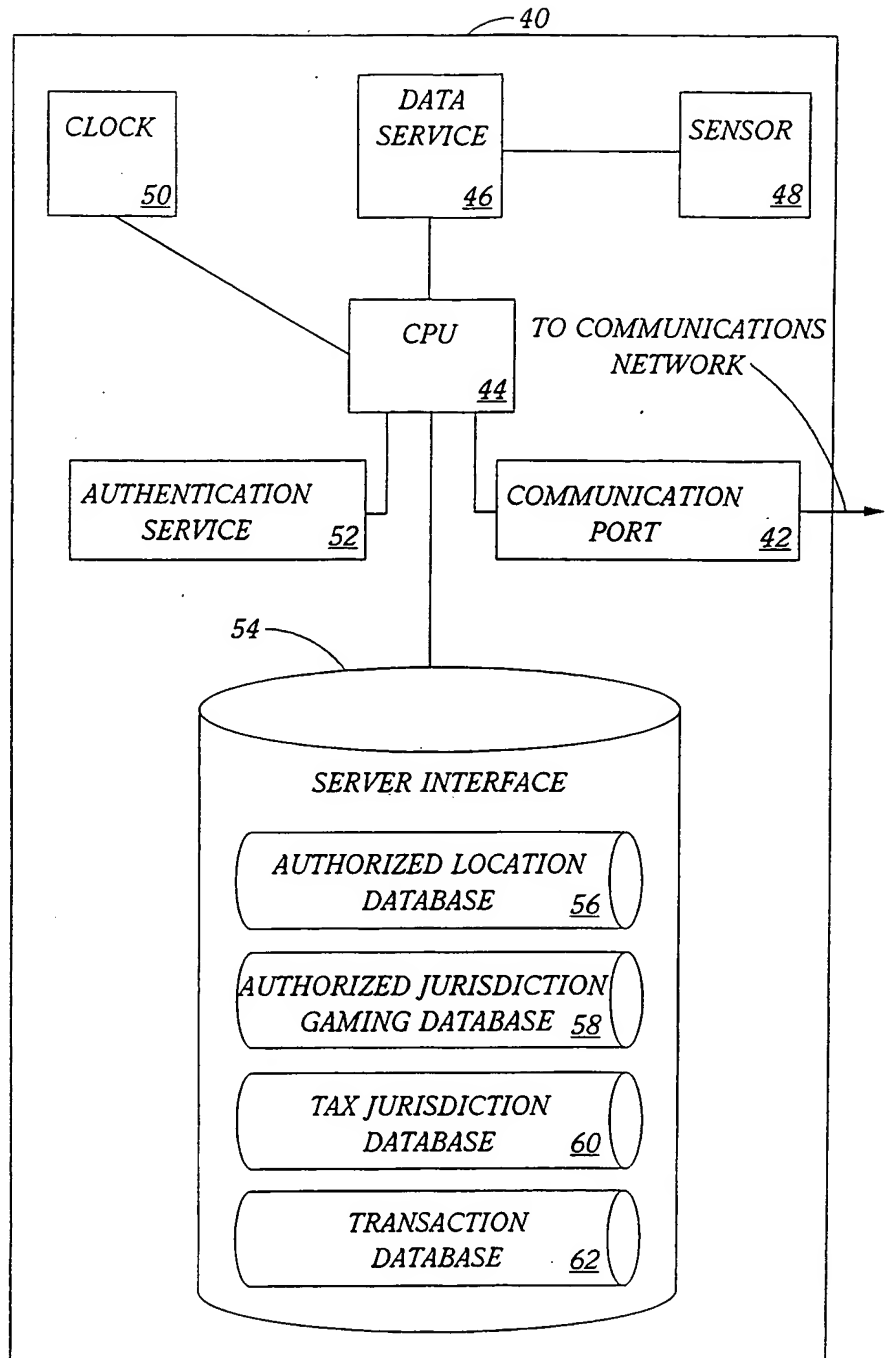 40
CLOCK
50
DATA
SERVICE
46
SENSOR
48
CPU
44
TO COMMUNICATIONS
NETWORK
AUTHENTICATION
SERVICE
52
COMMUNICATION
PORT
42
54
SERVER INTERFACE
AUTHORIZED LOCATION
DATABASE
56
AUTHORIZED JURISDICTION
GAMING DATABASE
58
TAX JURISDICTION
DATABASE
60
TRANSACTION
DATABASE
62